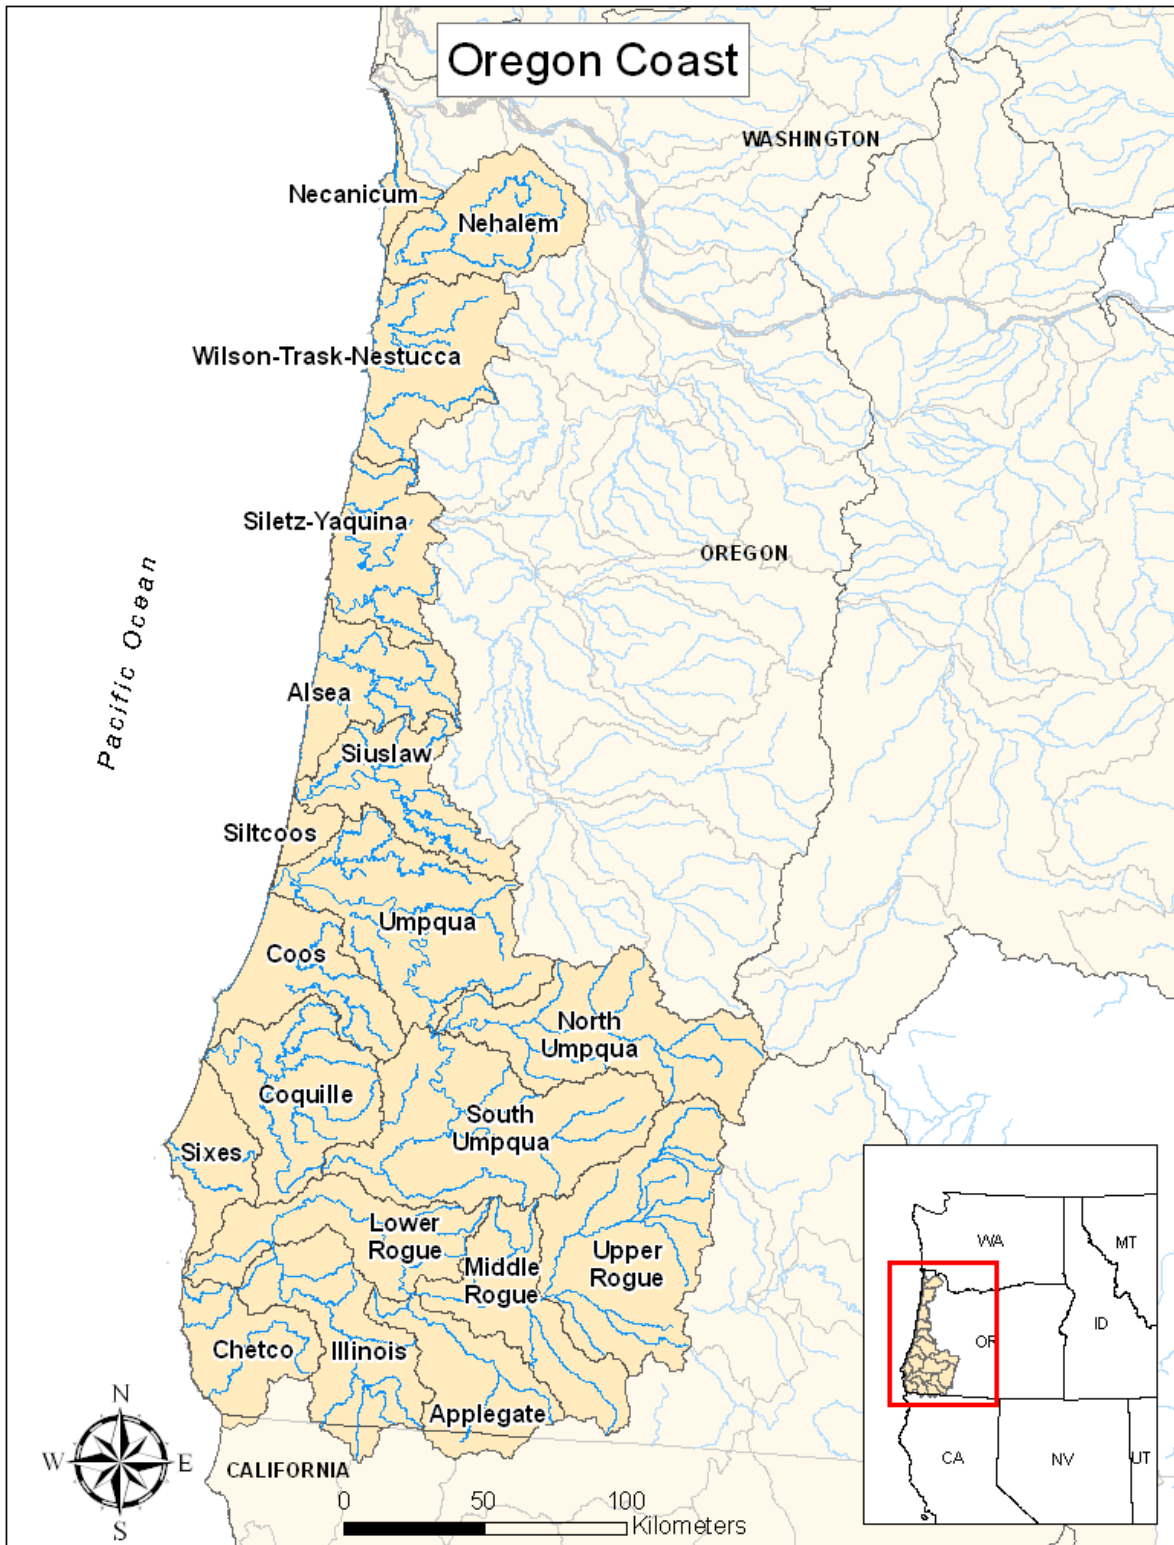 Oregon Coast
WASHINGTON
Necanicum
Nehalem
Wilson-Trask-Nestucca
Siletz-Yaquina
OREGON
Pacific Ocean
Alsea
Siuslaw
Siltcoos
Umpqua
Coos
North
Umpqua
Coquille
South
Umpqua
Sixes
Lower
Rogue
Middle
Rogue
Upper
Rogue
Chetco
Illinois
Applegate
CALIFORNIA
N
W
E
S
0
50
100
Kilometers
WA
MT
OR
ID
CA
NV
UT